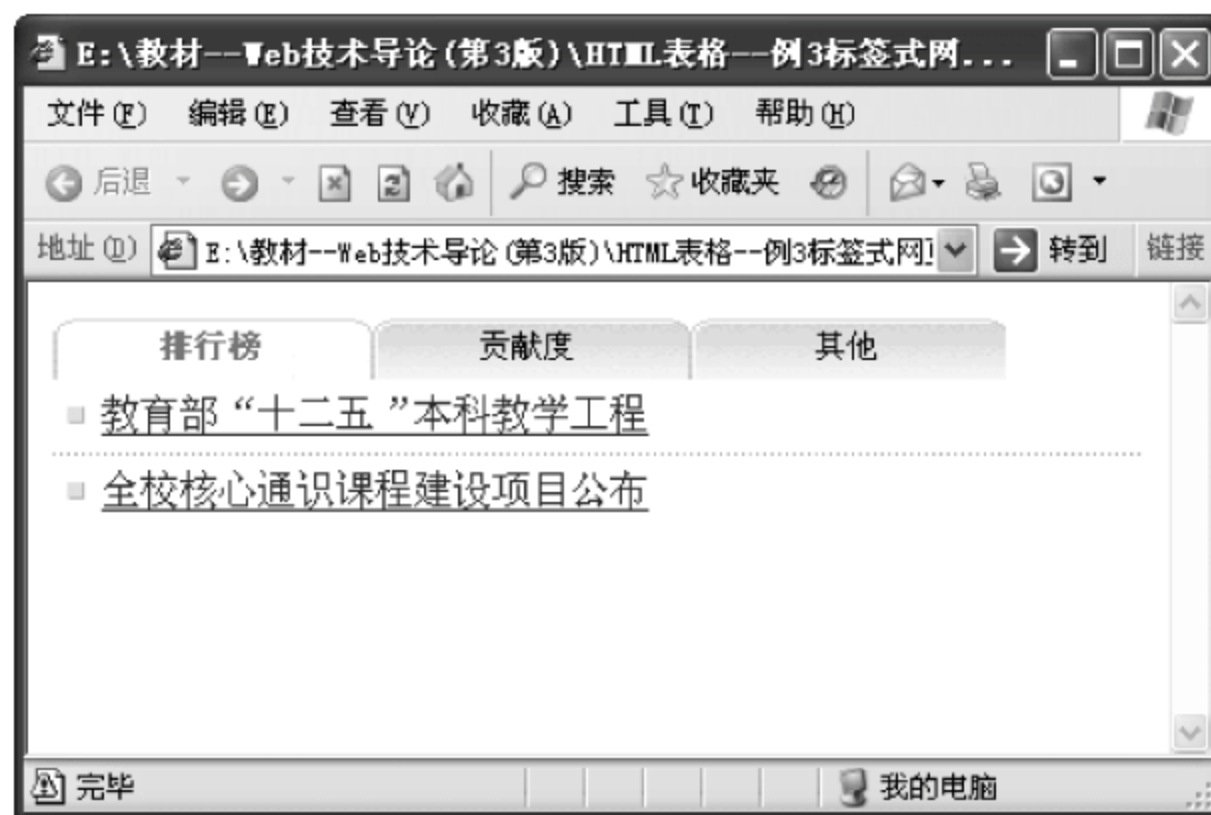 E:\教材--Web技术导论(第3版)\HTML表格--例3标签式网...
文件(F) 编辑(E) 查看(V) 收藏(A) 工具(T) 帮助(H)
后退 搜索 收藏夹
地址(D) E:\教材--Web技术导论(第3版)\HTML表格--例3标签式网 转到 链接
排行榜 贡献度 其他
教育部“十二五”本科教学工程
全校核心通识课程建设项目公布
完毕 我的电脑